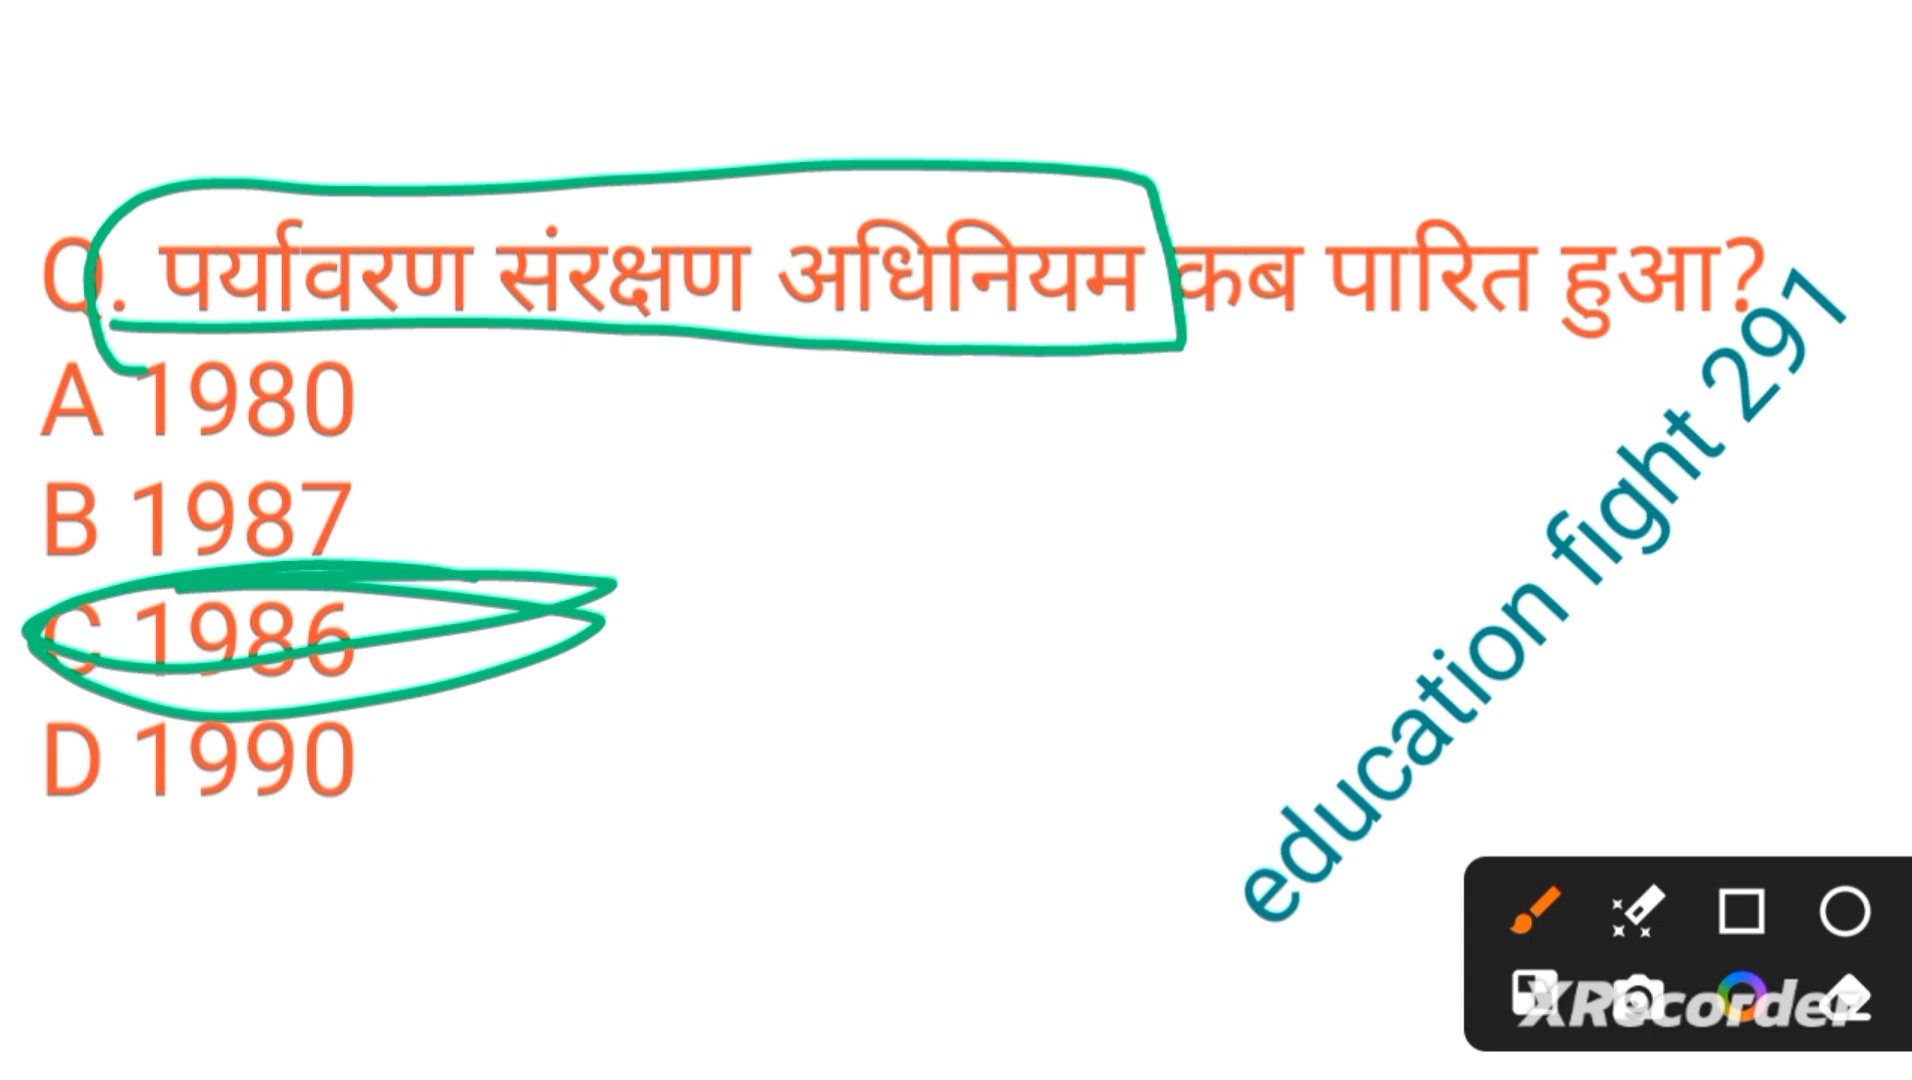 Q. पर्यावरण संरक्षण अधिनियम कब पारित हुआ?
A 1980
B 1987
C 1986
D 1990
education fight 291
XRecorder